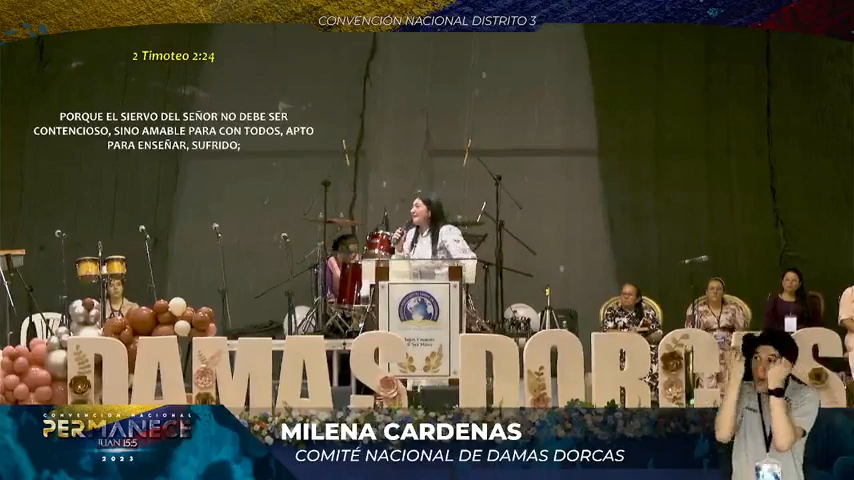 CONVENCIÓN NACIONAL DISTRITO 3
2 Timoteo 2:24
PORQUE EL SIERVO DEL SEÑOR NO DEBE SER
CONTENCIOSO, SINO AMABLE PARA CON TODOS, APTO
PARA ENSEÑAR, SUFRIDO;
DAMAS DORCAS
CONVENCIÓN NACIONAL
PERMANECE
JUAN 15:5
2023
MILENA CARDENAS
COMITÉ NACIONAL DE DAMAS DORCAS